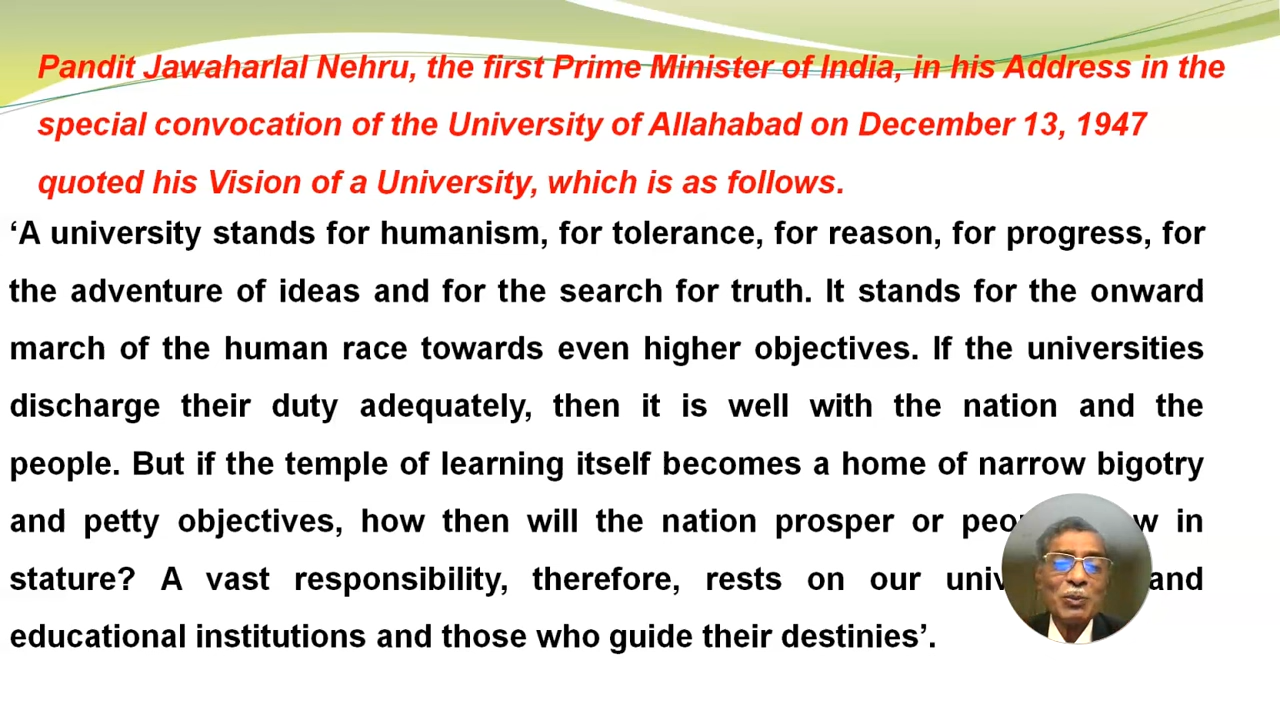 Pandit Jawaharlal Nehru, the first Prime Minister of India, in his Address in the
special convocation of the University of Allahabad on December 13, 1947
quoted his Vision of a University, which is as follows.
‘A university stands for humanism, for tolerance, for reason, for progress, for
the adventure of ideas and for the search for truth. It stands for the onward
march of the human race towards even higher objectives. If the universities
discharge their duty adequately, then it is well with the nation and the
people. But if the temple of learning itself becomes a home of narrow bigotry
and petty objectives, how then will the nation prosper or in
stature? A vast responsibility, therefore, rests on our and
educational institutions and those who guide their destinies’.